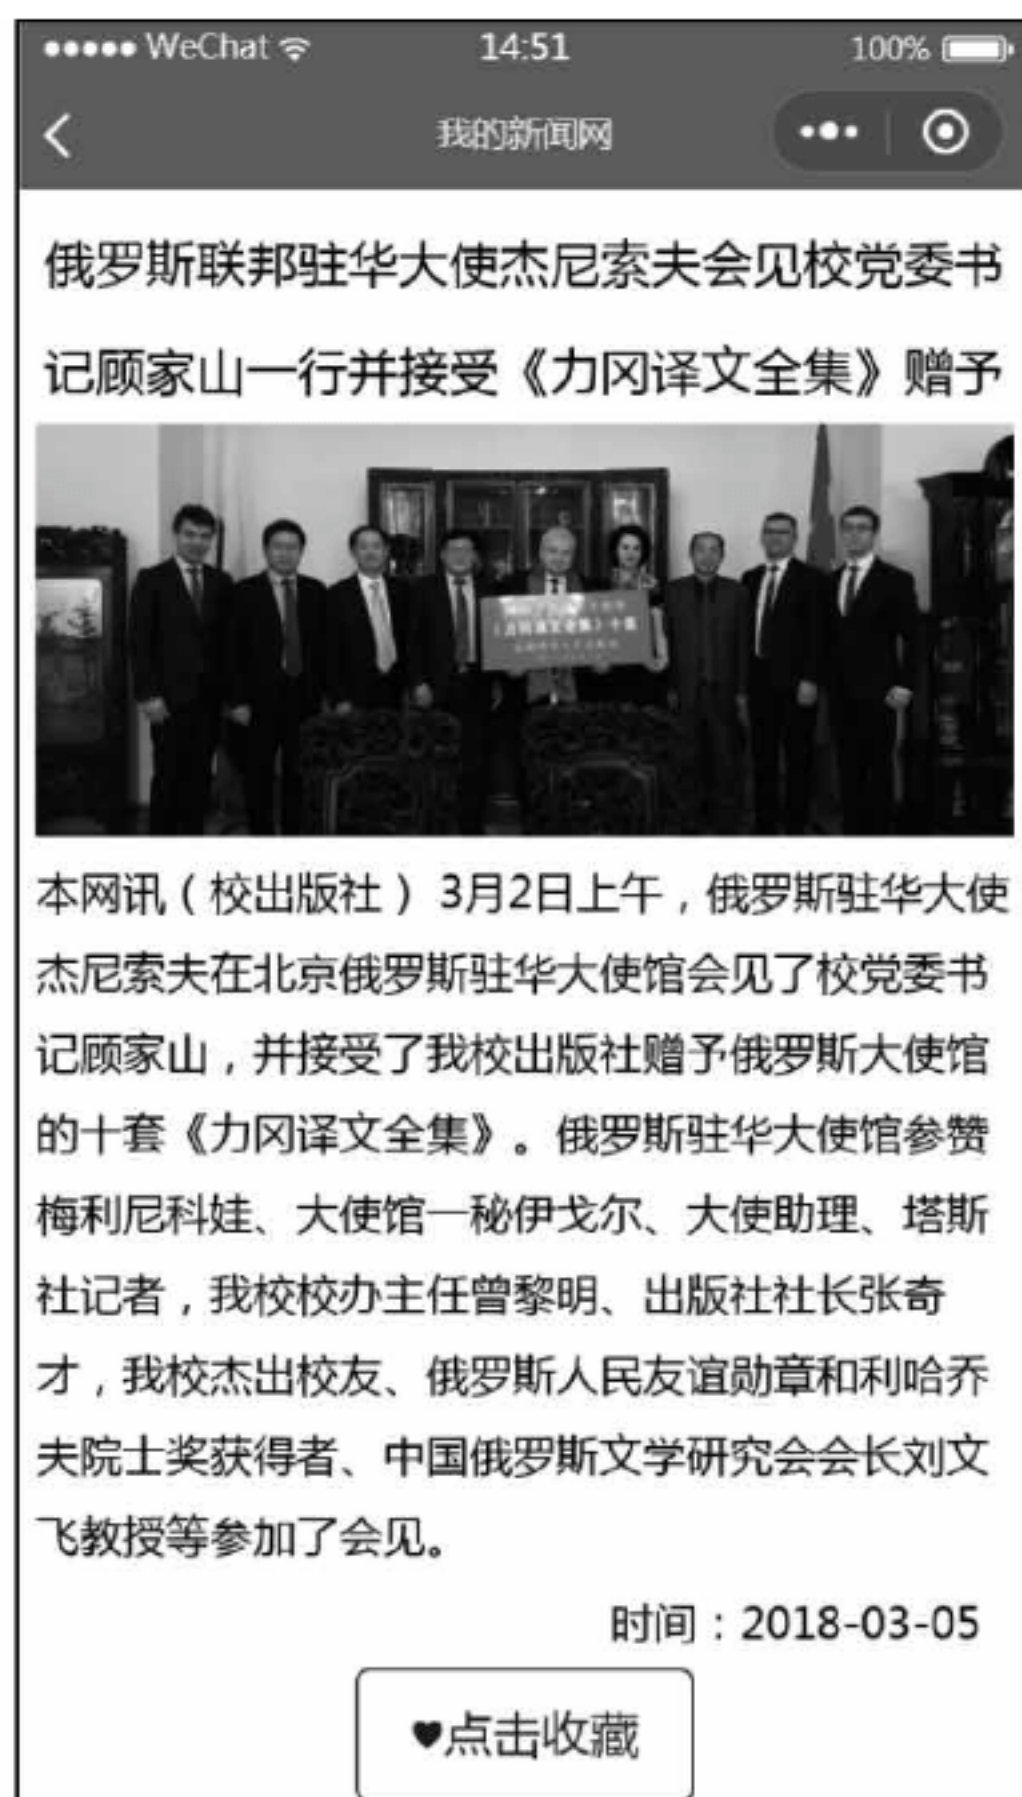 WeChat 14:51 100%
我的新闻网
俄罗斯联邦驻华大使杰尼索夫会见校党委书
记顾家山一行并接受《力冈译文全集》赠予
《力冈译文全集》十套
本网讯（校出版社） 3月2日上午，俄罗斯驻华大使
杰尼索夫在北京俄罗斯驻华大使馆会见了校党委书
记顾家山，并接受了我校出版社赠予俄罗斯大使馆
的十套《力冈译文全集》。俄罗斯驻华大使馆参赞
梅利尼科娃、大使馆一秘伊戈尔、大使助理、塔斯
社记者，我校校办主任曾黎明、出版社社长张奇
才，我校杰出校友、俄罗斯人民友谊勋章和利哈乔
夫院士奖获得者、中国俄罗斯文学研究会会长刘文
飞教授等参加了会见。
时间：2018-03-05
♥点击收藏